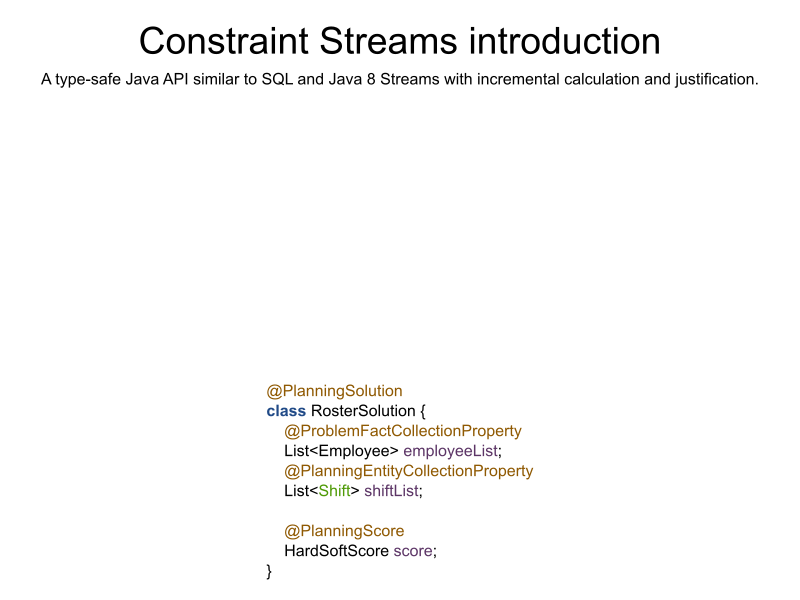 Constraint Streams introduction
A type-safe Java API similar to SQL and Java 8 Streams with incremental calculation and justification.
@PlanningSolution
class RosterSolution {
@ProblemFactCollectionProperty
List<Employee> employeeList;
@PlanningEntityCollectionProperty
List<Shift> shiftList;
@PlanningScore
HardSoftScore score;
}